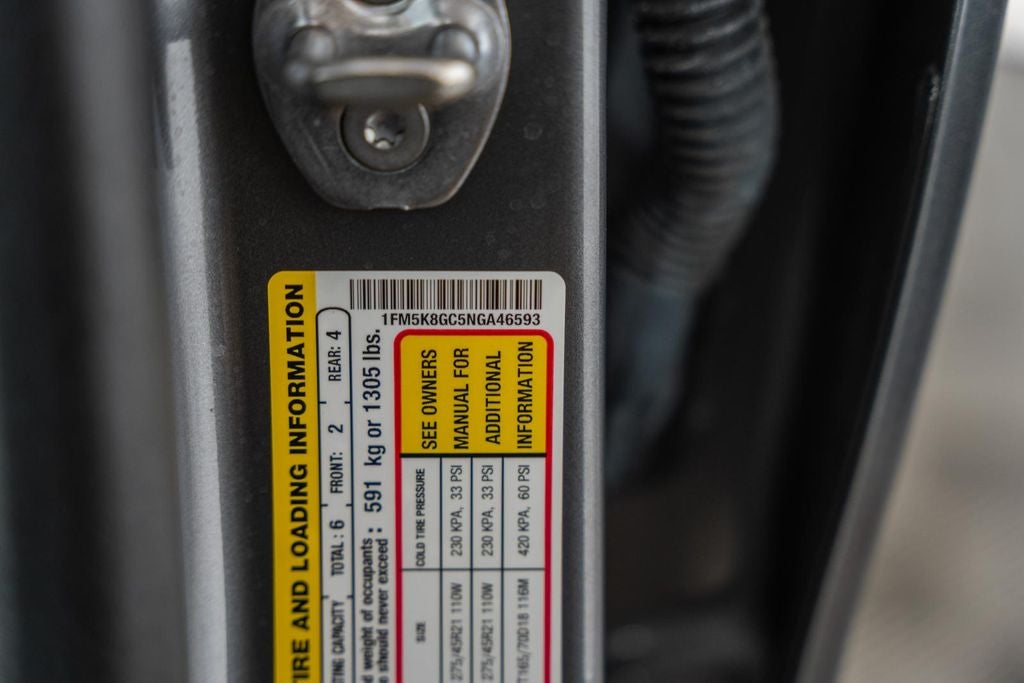 1FM5K8GC5NGA46593
TIRE AND LOADING INFORMATION
TING CAPACITY TOTAL : 6 FRONT: 2 REAR: 4
d weight of occupants
e should never exceed : 591 kg or 1305 lbs.
SIZE COLD TIRE PRESSURE SEE OWNERS
275/45R21 110W 230 KPA, 33 PSI MANUAL FOR
275/45R21 110W 230 KPA, 33 PSI ADDITIONAL
T165/70D18 116M 420 KPA, 60 PSI INFORMATION